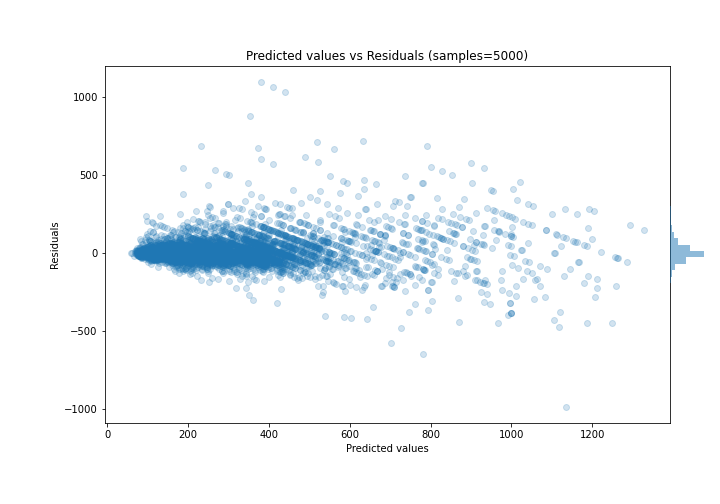 Predicted values vs Residuals (samples=5000)
1000
500
0
−500
−1000
Residuals
0 200 400 600 800 1000 1200
Predicted values